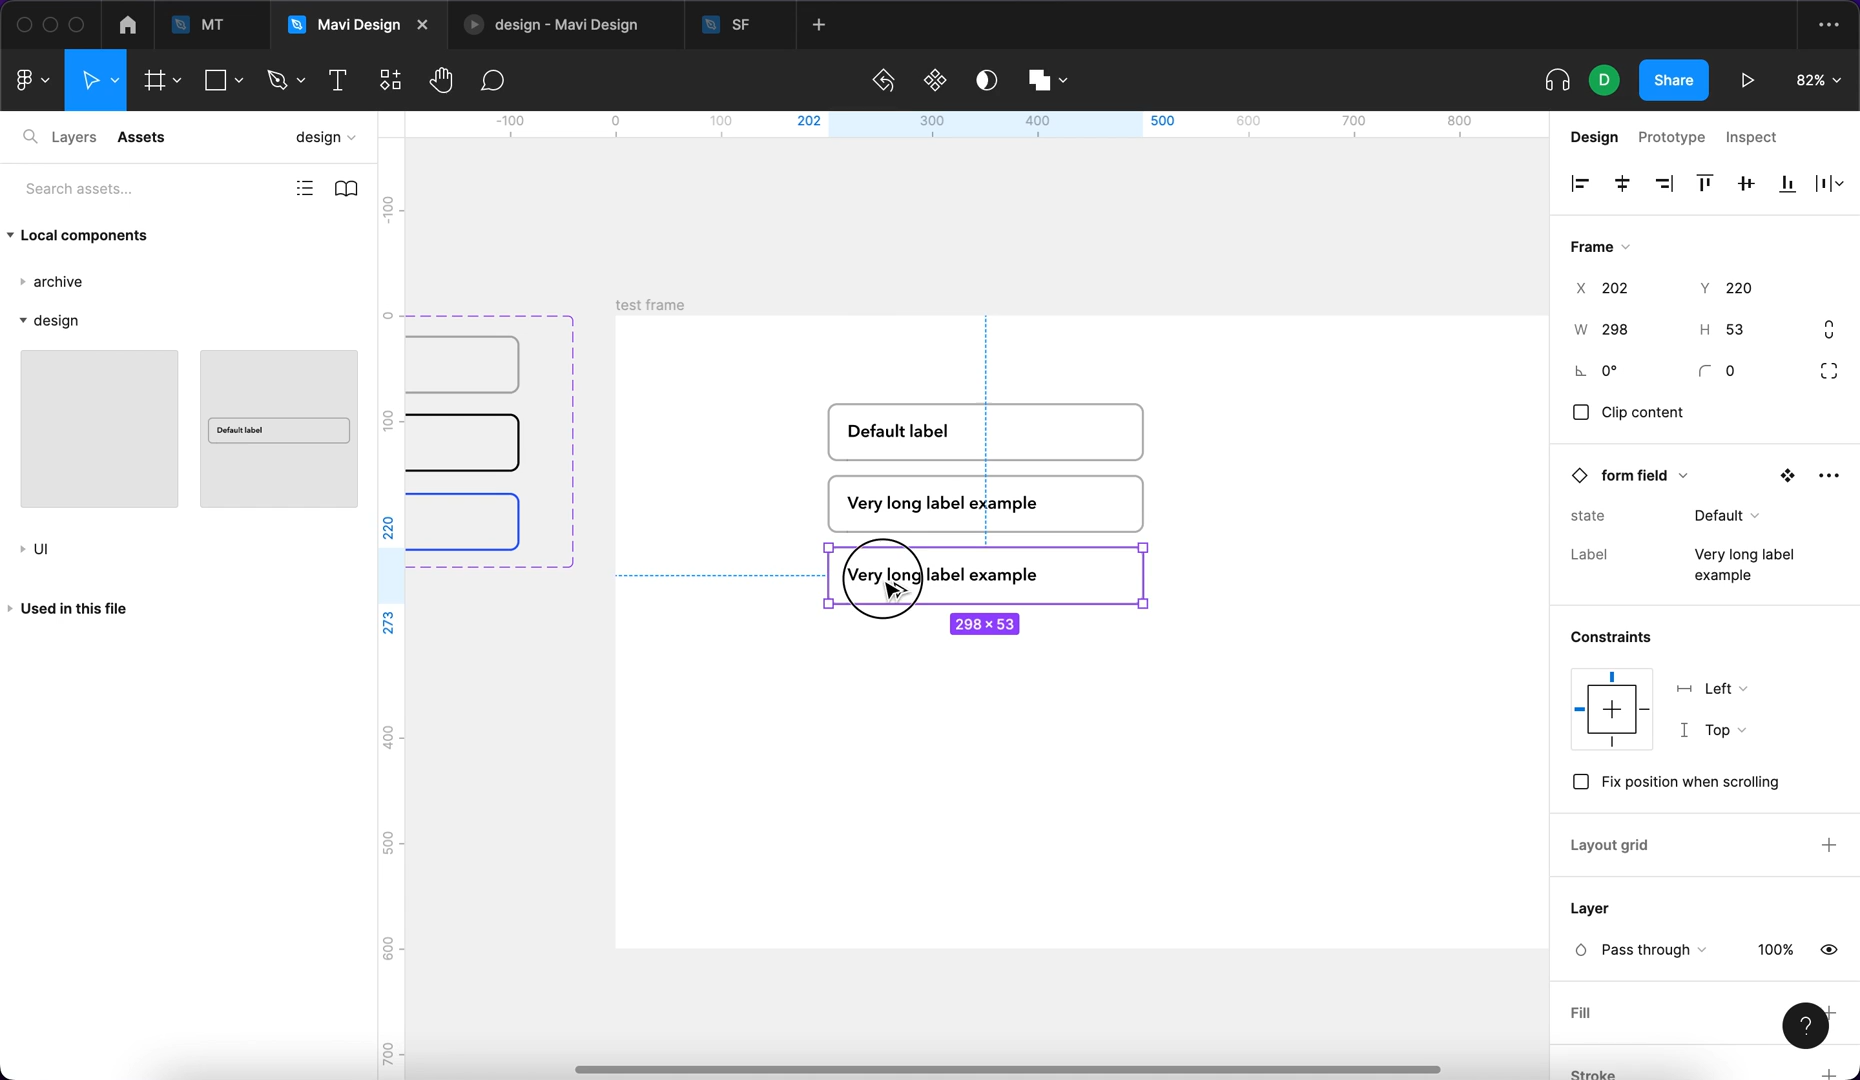 MT
Mavi Design
design - Mavi Design
SF
Share
D
82%
Layers
Assets
design
Search assets...
Local components
archive
design
Default label
UI
Used in this file
-100
0
100
202
300
400
500
600
700
800
-100
0
100
220
273
400
500
600
700
test frame
Default label
Very long label example
Very long label example
298 × 53
Design
Prototype
Inspect
Frame
X 202 Y 220
W 298 H 53
0° 0
Clip content
form field
state Default
Label Very long label
example
Constraints
Left
Top
Fix position when scrolling
Layout grid
Layer
Pass through 100%
Fill
?
Stroke